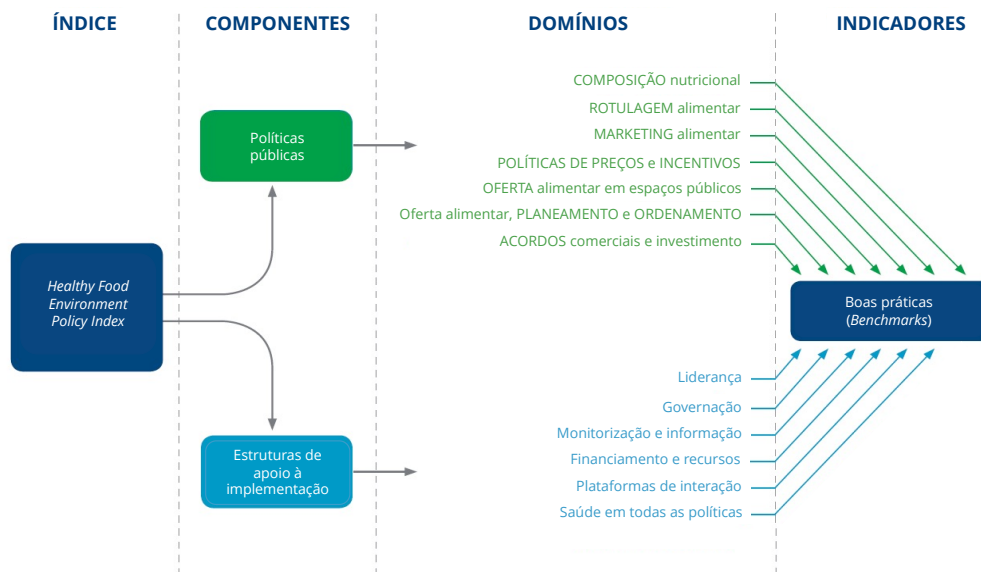 ÍNDICE
COMPONENTES
DOMÍNIOS
INDICADORES
COMPOSIÇÃO nutricional
ROTULAGEM alimentar
MARKETING alimentar
POLÍTICAS DE PREÇOS e INCENTIVOS
OFERTA alimentar em espaços públicos
Oferta alimentar, PLANEAMENTO e ORDENAMENTO
ACORDOS comerciais e investimento
Políticas
públicas
Healthy Food
Environment
Policy Index
Boas práticas
(Benchmarks)
Estruturas de
apoio à
implementação
Liderança
Governação
Monitorização e informação
Financiamento e recursos
Plataformas de interação
Saúde em todas as políticas